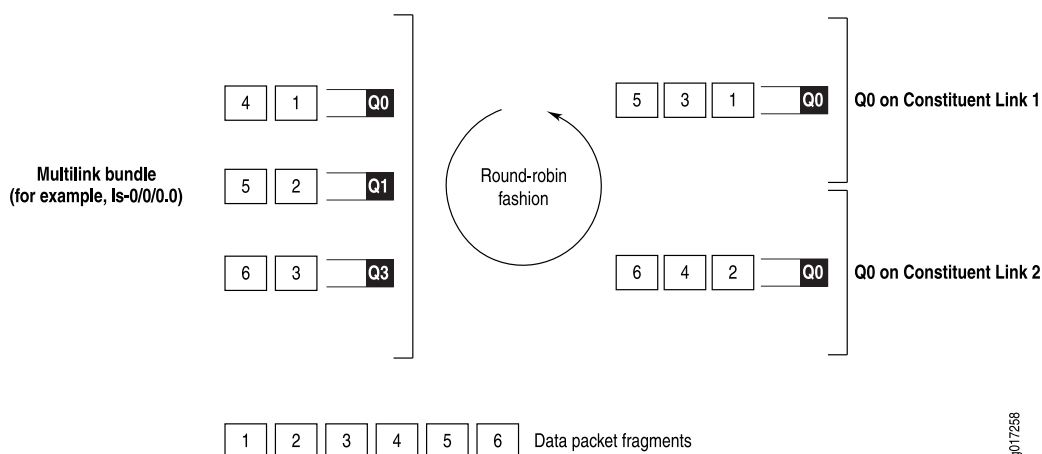 4 1 Q0
5 3 1 Q0 Q0 on Constituent Link 1
Multilink bundle
(for example, ls-0/0/0.0)
5 2 Q1
Round-robin
fashion
6 3 Q3
6 4 2 Q0 Q0 on Constituent Link 2
1 2 3 4 5 6 Data packet fragments
g017258